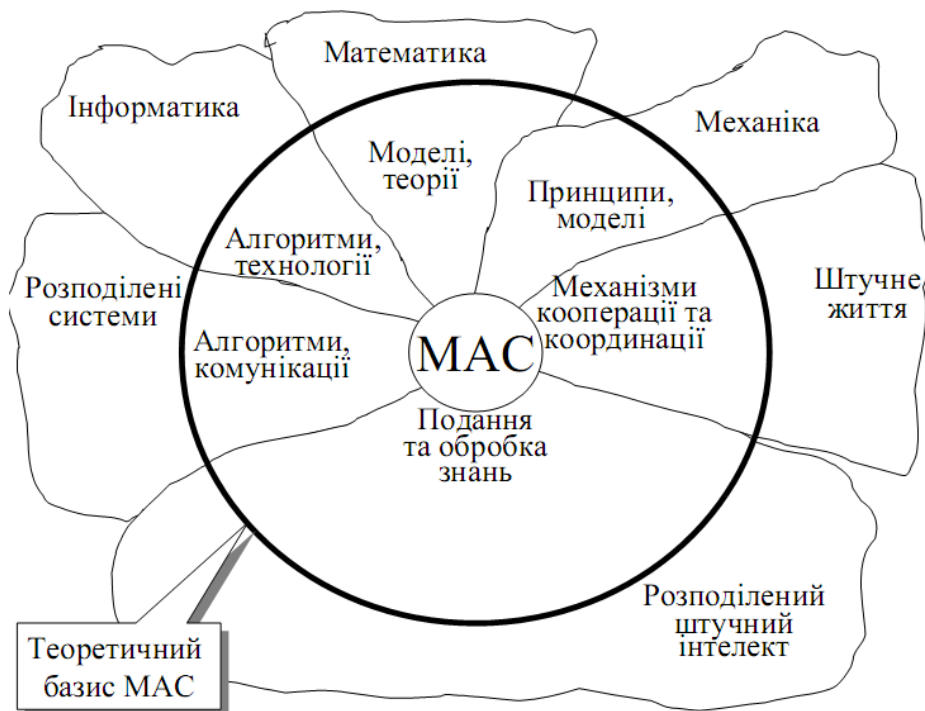 Математика
Інформатика
Механіка
Моделі,
теорії
Принципи,
моделі
Алгоритми,
технології
Розподілені
системи
Механізми
кооперації та
координації
Штучне
життя
Алгоритми,
комунікації
МАС
Подання
та обробка
знань
Розподілений
штучний
інтелект
Теоретичний
базис МАС